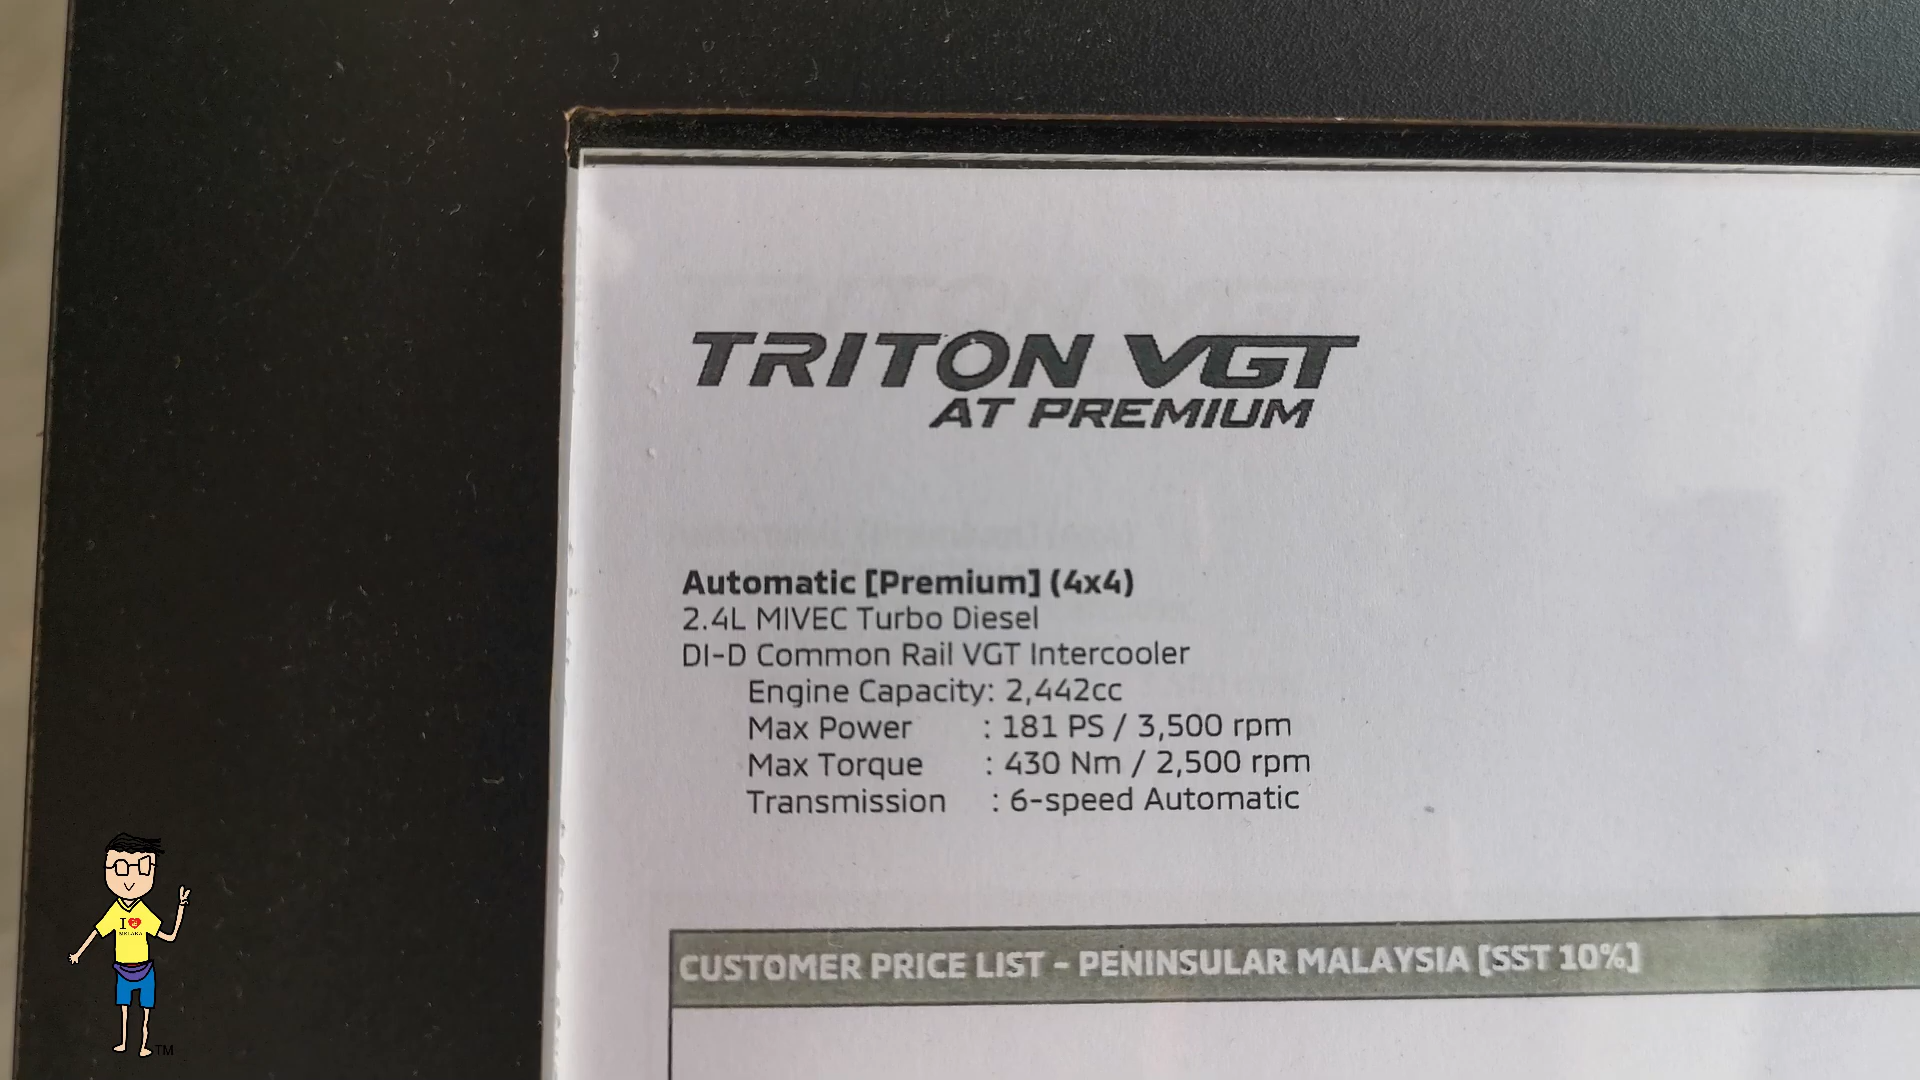 TRITON VGT
AT PREMIUM
Automatic [Premium] (4x4)
2.4L MIVEC Turbo Diesel
DI-D Common Rail VGT Intercooler
Engine Capacity: 2,442cc
Max Power : 181 PS / 3,500 rpm
Max Torque : 430 Nm / 2,500 rpm
Transmission : 6-speed Automatic
CUSTOMER PRICE LIST - PENINSULAR MALAYSIA [SST 10%]
I
MELAKA
TM